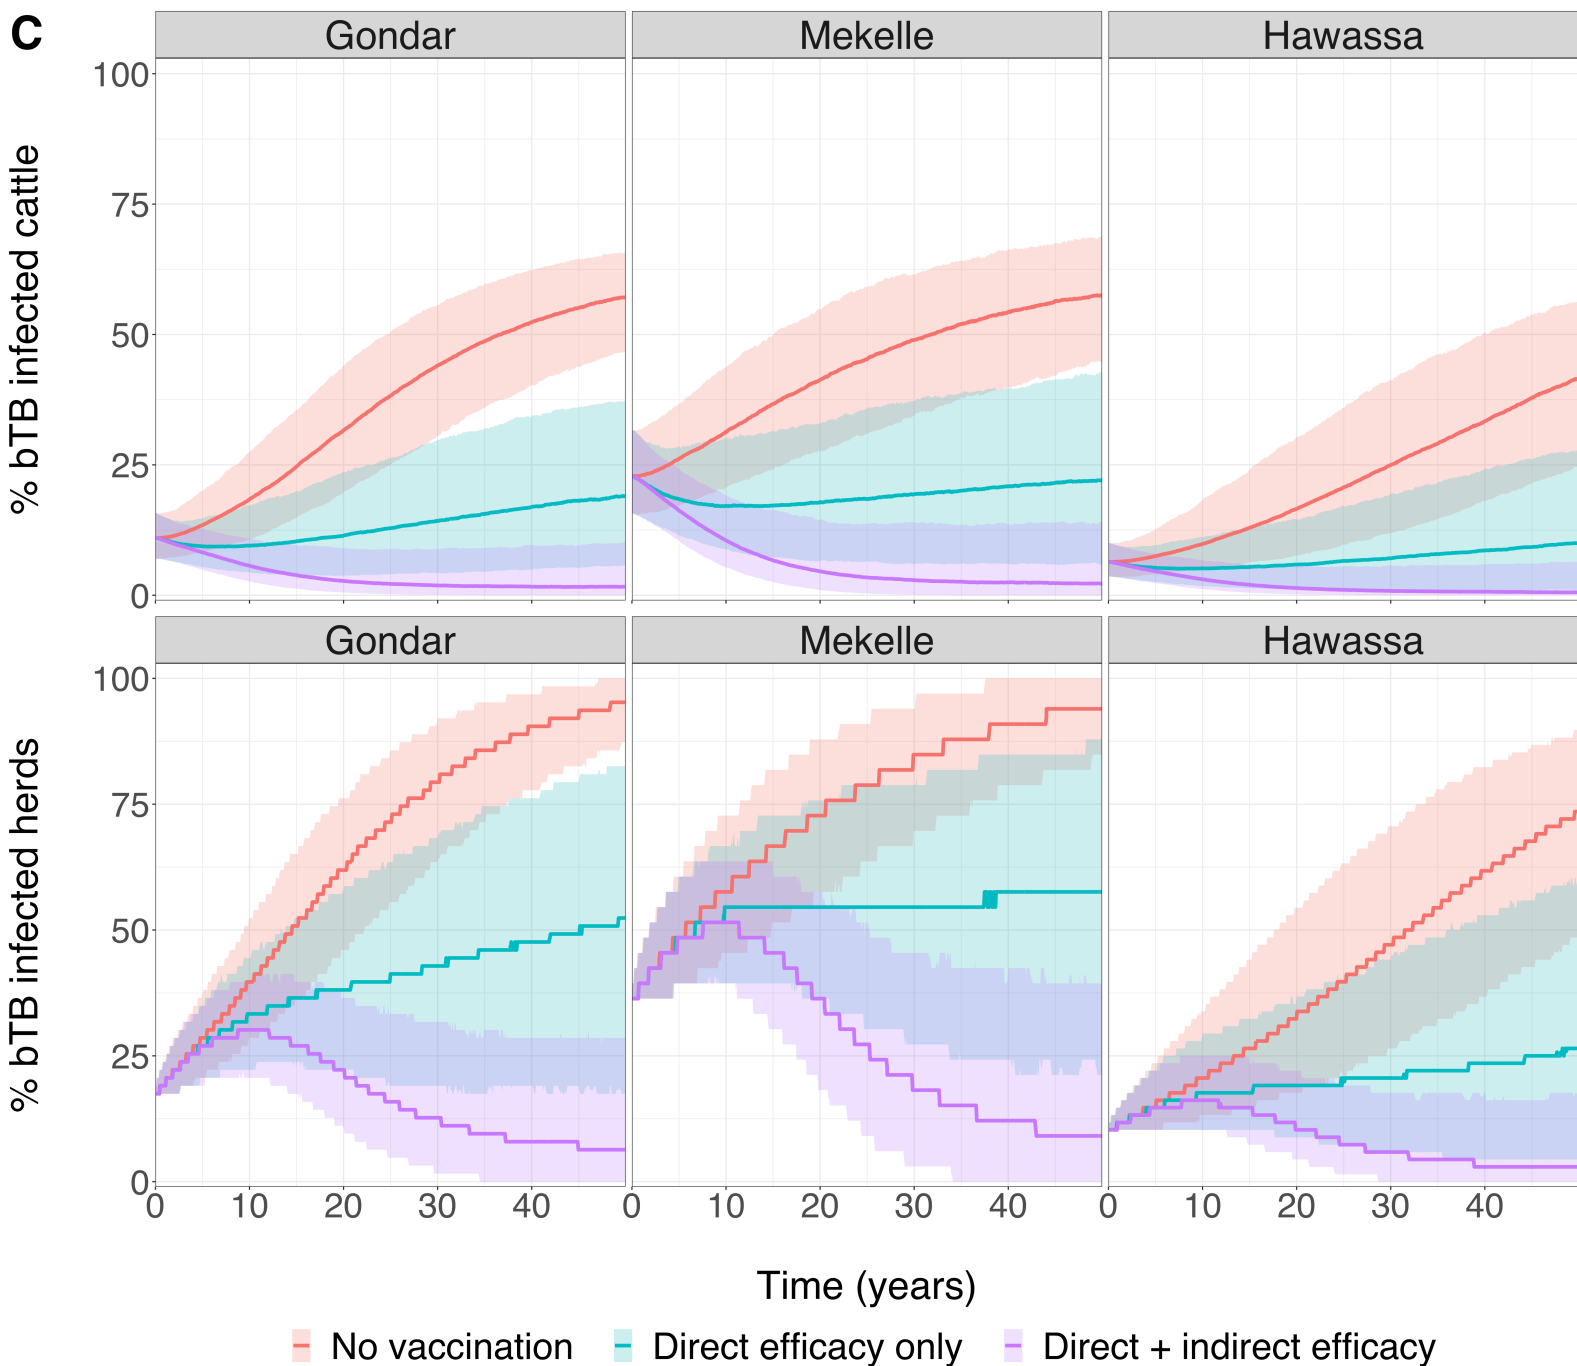 C
Gondar Mekelle Hawassa
% bTB infected cattle
100
75
50
25
0
Gondar Mekelle Hawassa
% bTB infected herds
100
75
50
25
0
0 10 20 30 40 0 10 20 30 40 0 10 20 30 40
Time (years)
No vaccination Direct efficacy only Direct + indirect efficacy